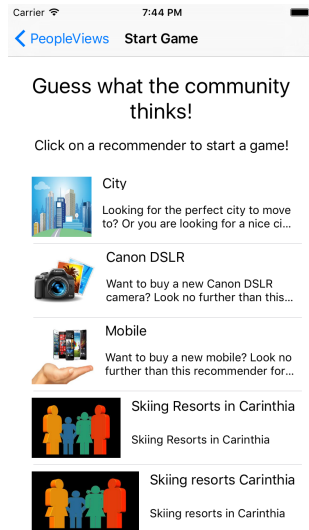 Carrier 7:44 PM
PeopleViews Start Game
Guess what the community
thinks!
Click on a recommender to start a game!
City
Looking for the perfect city to move
to? Or you are looking for a nice ci...
Canon DSLR
Want to buy a new Canon DSLR
camera? Look no further than this...
Mobile
Want to buy a new mobile? Look no
further than this recommender for...
Skiing Resorts in Carinthia
Skiing Resorts in Carinthia
Skiing resorts Carinthia
Skiing resorts in Carinthia